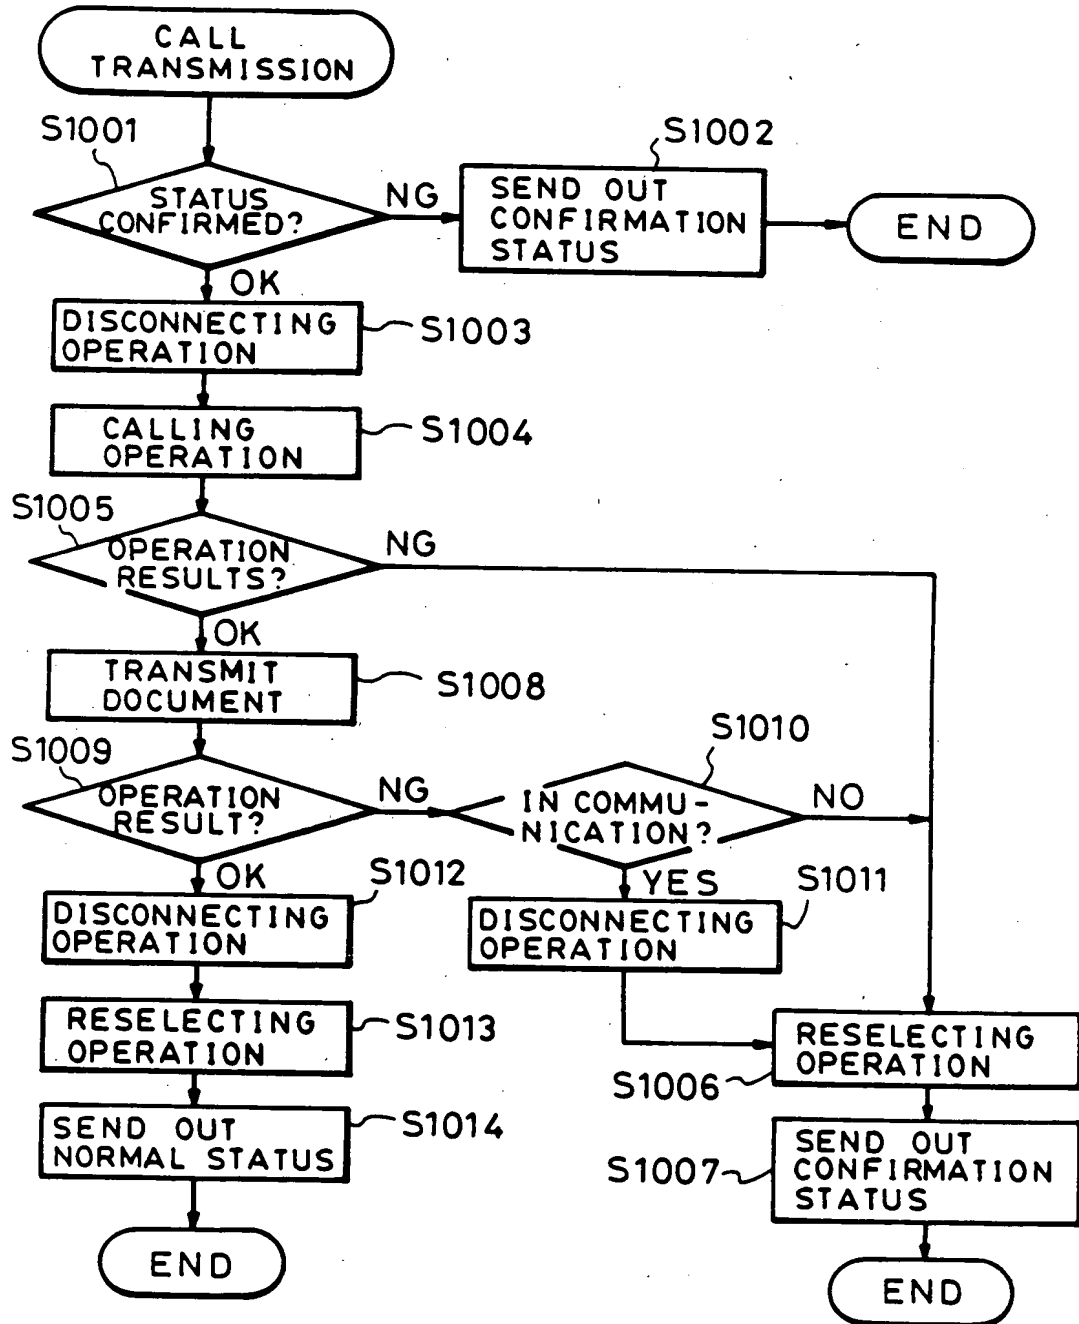 CALL
TRANSMISSION
S1001
STATUS
CONFIRMED?
NG
S1002
SEND OUT
CONFIRMATION
STATUS
END
OK
DISCONNECTING
OPERATION
S1003
CALLING
OPERATION
S1004
S1005
OPERATION
RESULTS?
NG
OK
TRANSMIT
DOCUMENT
S1008
S1009
OPERATION
RESULT?
NG
S1010
IN COMMU-
NICATION?
NO
OK
S1012
DISCONNECTING
OPERATION
YES
S1011
DISCONNECTING
OPERATION
RESELECTING
OPERATION
S1013
RESELECTING
OPERATION
S1006
SEND OUT
NORMAL STATUS
S1014
SEND OUT
CONFIRMATION
STATUS
S1007
END
END